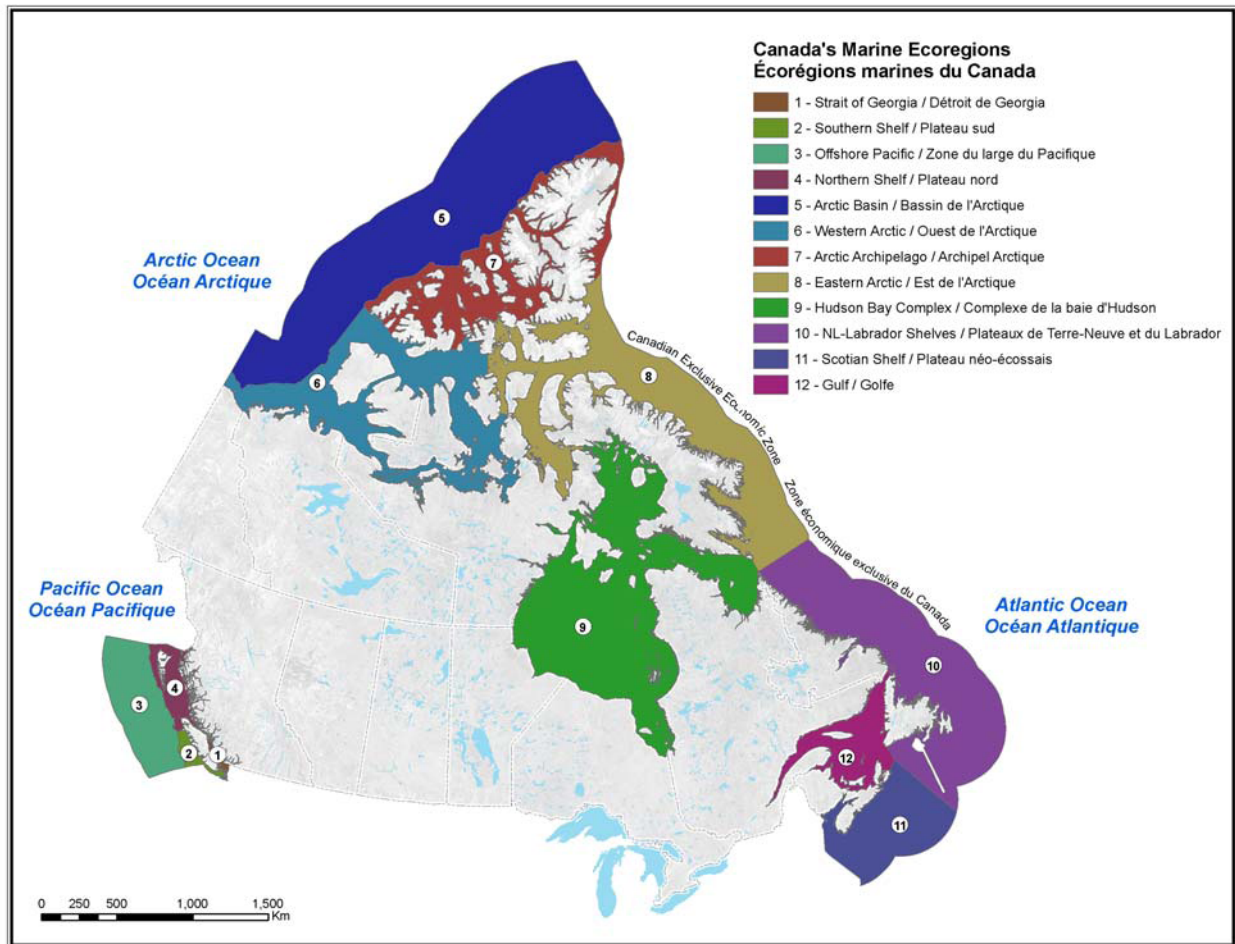 Canada's Marine Ecoregions
Écorégions marines du Canada
1 - Strait of Georgia / Détroit de Georgia
2 - Southern Shelf / Plateau sud
3 - Offshore Pacific / Zone du large du Pacifique
4 - Northern Shelf / Plateau nord
5 - Arctic Basin / Bassin de l'Arctique
6 - Western Arctic / Ouest de l'Arctique
7 - Arctic Archipelago / Archipel Arctique
8 - Eastern Arctic / Est de l'Arctique
9 - Hudson Bay Complex / Complexe de la baie d'Hudson
10 - NL-Labrador Shelves / Plateaux de Terre-Neuve et du Labrador
11 - Scotian Shelf / Plateau néo-écossais
12 - Gulf / Golfe
Arctic Ocean
Océan Arctique
Pacific Ocean
Océan Pacifique
Atlantic Ocean
Océan Atlantique
Canadian Exclusive Economic Zone
Zone économique exclusive du Canada
5
7
6
8
9
10
4
3
2
1
12
11
0 250 500 1,000 1,500
Km